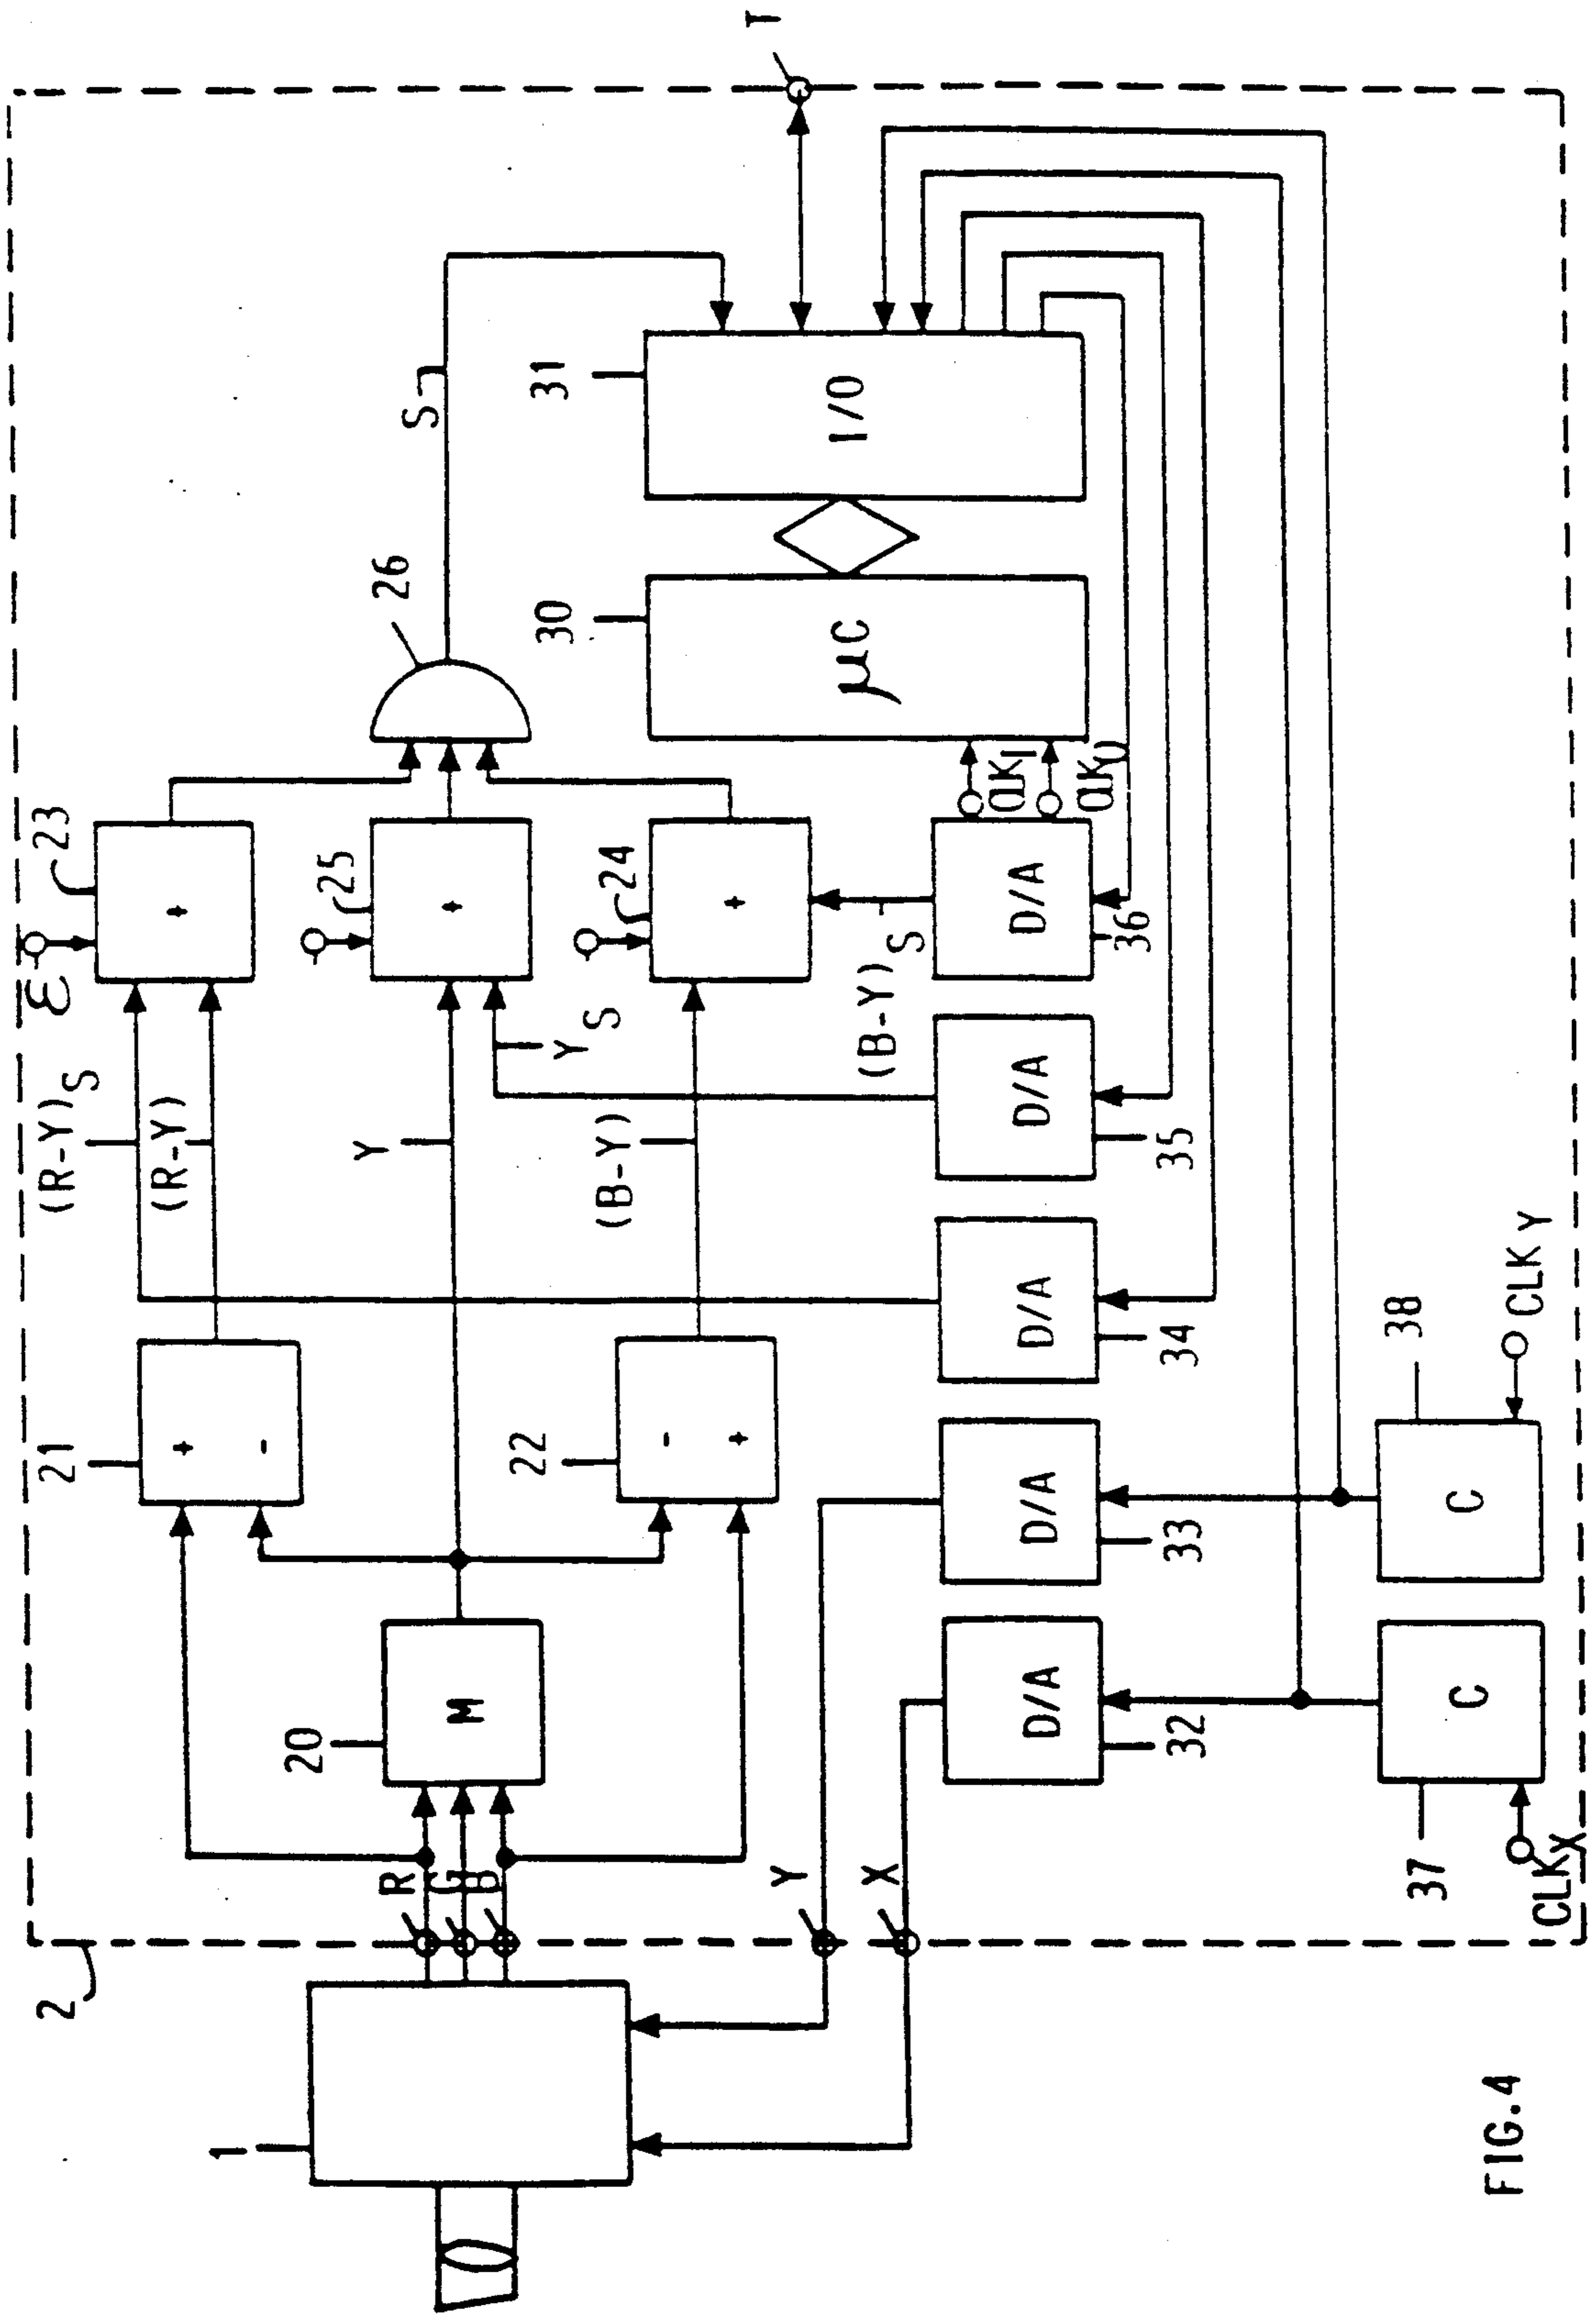 ε
23
(R-Y)S
(R-Y)
+
21
+
-
25
+
26
S
YS
Y
24
+
(B-Y)
(B-Y)S
22
-
+
20
M
R
G
B
Y
X
2
1
T
31
I/O
30
μC
CLKI
CLK0
D/A
36
D/A
35
D/A
34
D/A
33
D/A
32
C
38
CLKY
C
37
CLKX
FIG.4